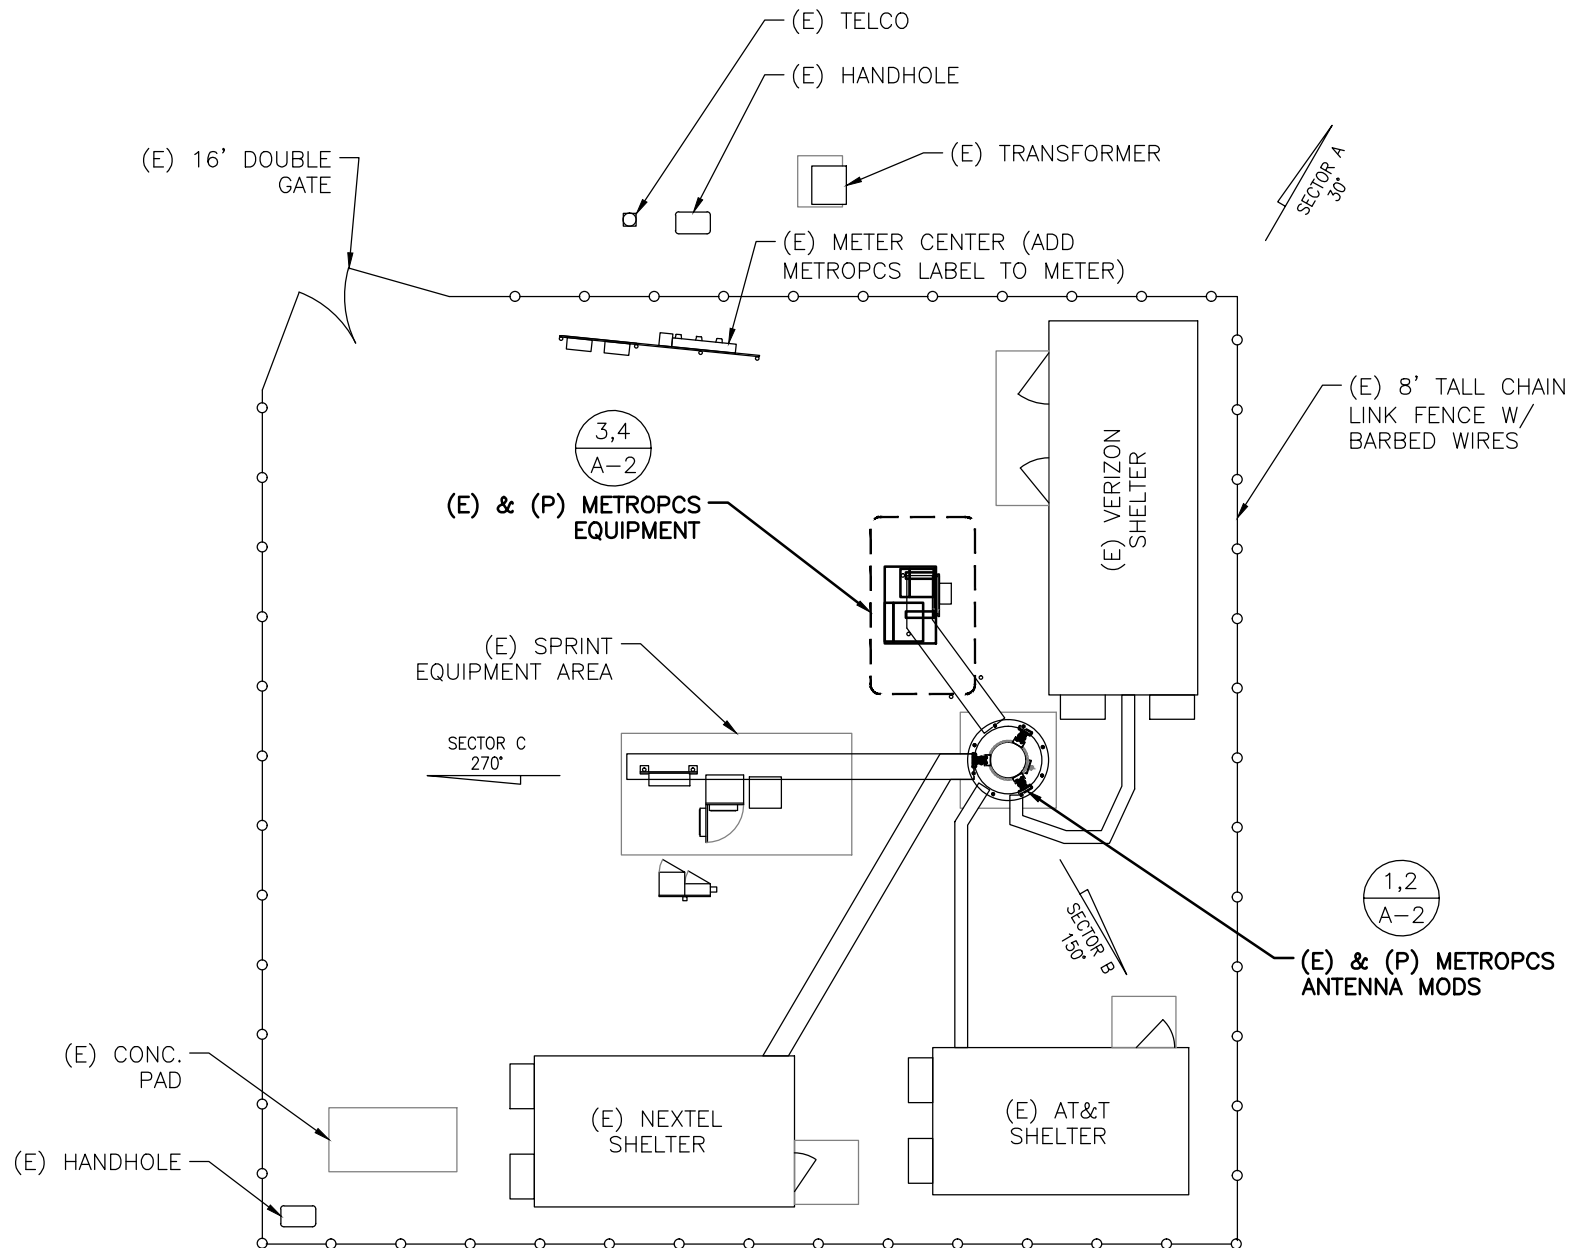 (E) TELCO
(E) HANDHOLE
(E) 16' DOUBLE
GATE
(E) TRANSFORMER
SECTOR A
30°
(E) METER CENTER (ADD
METROPCS LABEL TO METER)
(E) 8' TALL CHAIN
LINK FENCE W/
BARBED WIRES
3,4
A-2
(E) & (P) METROPCS
EQUIPMENT
(E) VERIZON
SHELTER
(E) SPRINT
EQUIPMENT AREA
SECTOR C
270°
1,2
A-2
SECTOR B
150°
(E) & (P) METROPCS
ANTENNA MODS
(E) CONC.
PAD
(E) NEXTEL
SHELTER
(E) AT&T
SHELTER
(E) HANDHOLE